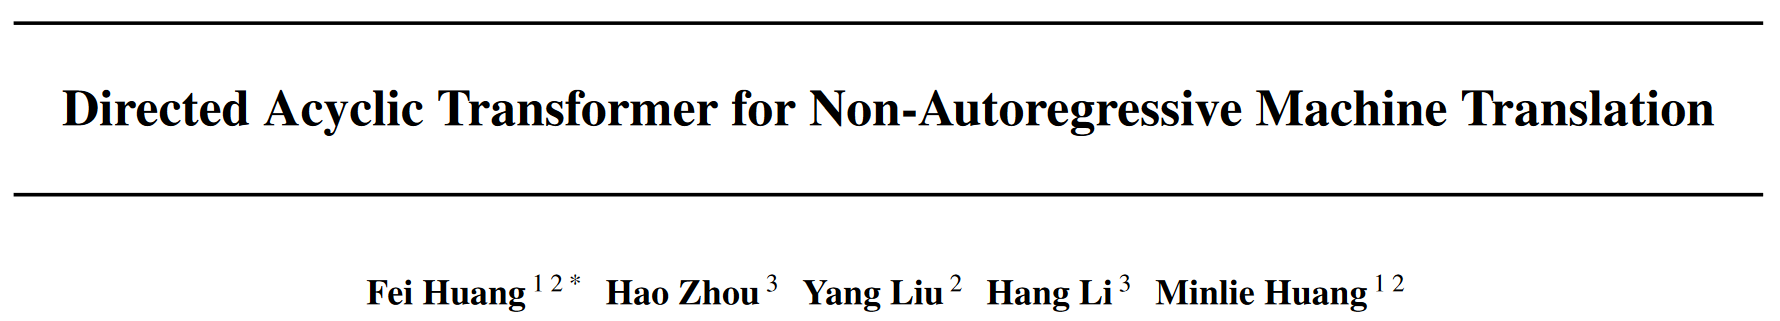 Directed Acyclic Transformer for Non-Autoregressive Machine Translation
Fei Huang 1 2 * Hao Zhou 3 Yang Liu 2 Hang Li 3 Minlie Huang 1 2